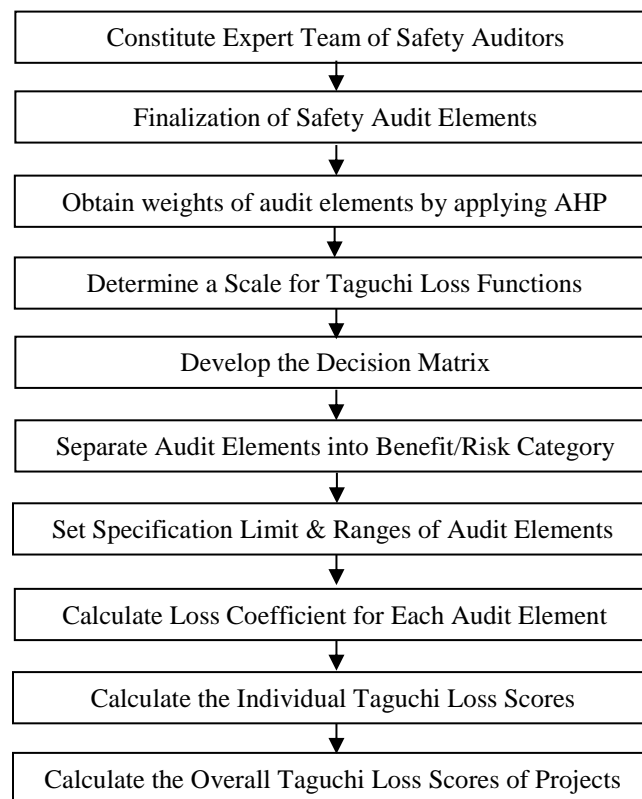 Constitute Expert Team of Safety Auditors
Finalization of Safety Audit Elements
Obtain weights of audit elements by applying AHP
Determine a Scale for Taguchi Loss Functions
Develop the Decision Matrix
Separate Audit Elements into Benefit/Risk Category
Set Specification Limit & Ranges of Audit Elements
Calculate Loss Coefficient for Each Audit Element
Calculate the Individual Taguchi Loss Scores
Calculate the Overall Taguchi Loss Scores of Projects